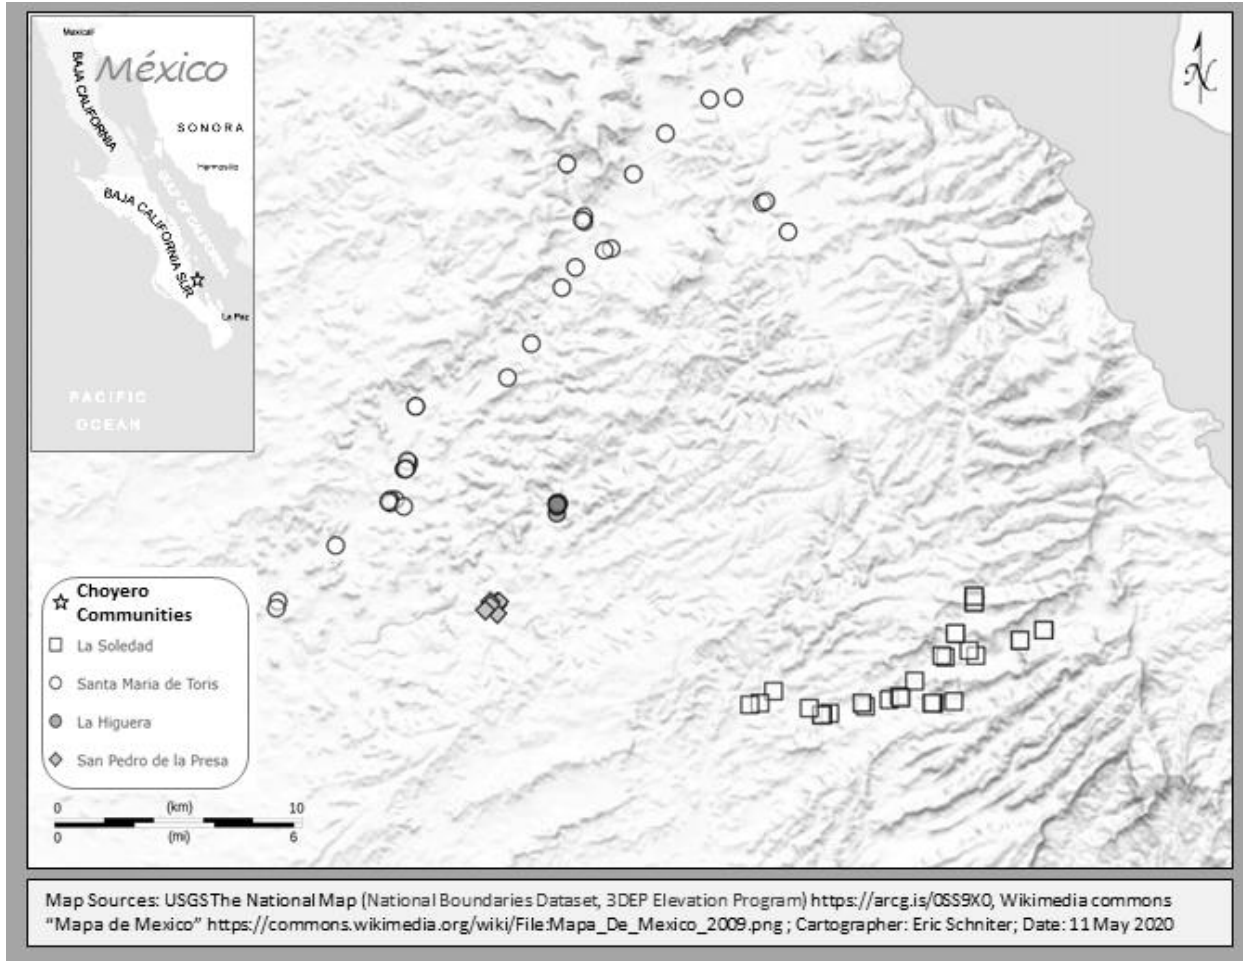 Mexicali
México
BAJA CALIFORNIA
SONORA
Hermosillo
GULF OF CALIFORNIA
BAJA CALIFORNIA SUR
La Paz
PACIFIC
OCEAN
N
Choyero
Communities
La Soledad
Santa Maria de Toris
La Higuera
San Pedro de la Presa
0 (km) 10
0 (mi) 6
Map Sources: USGS The National Map (National Boundaries Dataset, 3DEP Elevation Program) https://arcg.is/0SS9X0, Wikimedia commons
“Mapa de Mexico” https://commons.wikimedia.org/wiki/File:Mapa_De_Mexico_2009.png ; Cartographer: Eric Schniter; Date: 11 May 2020